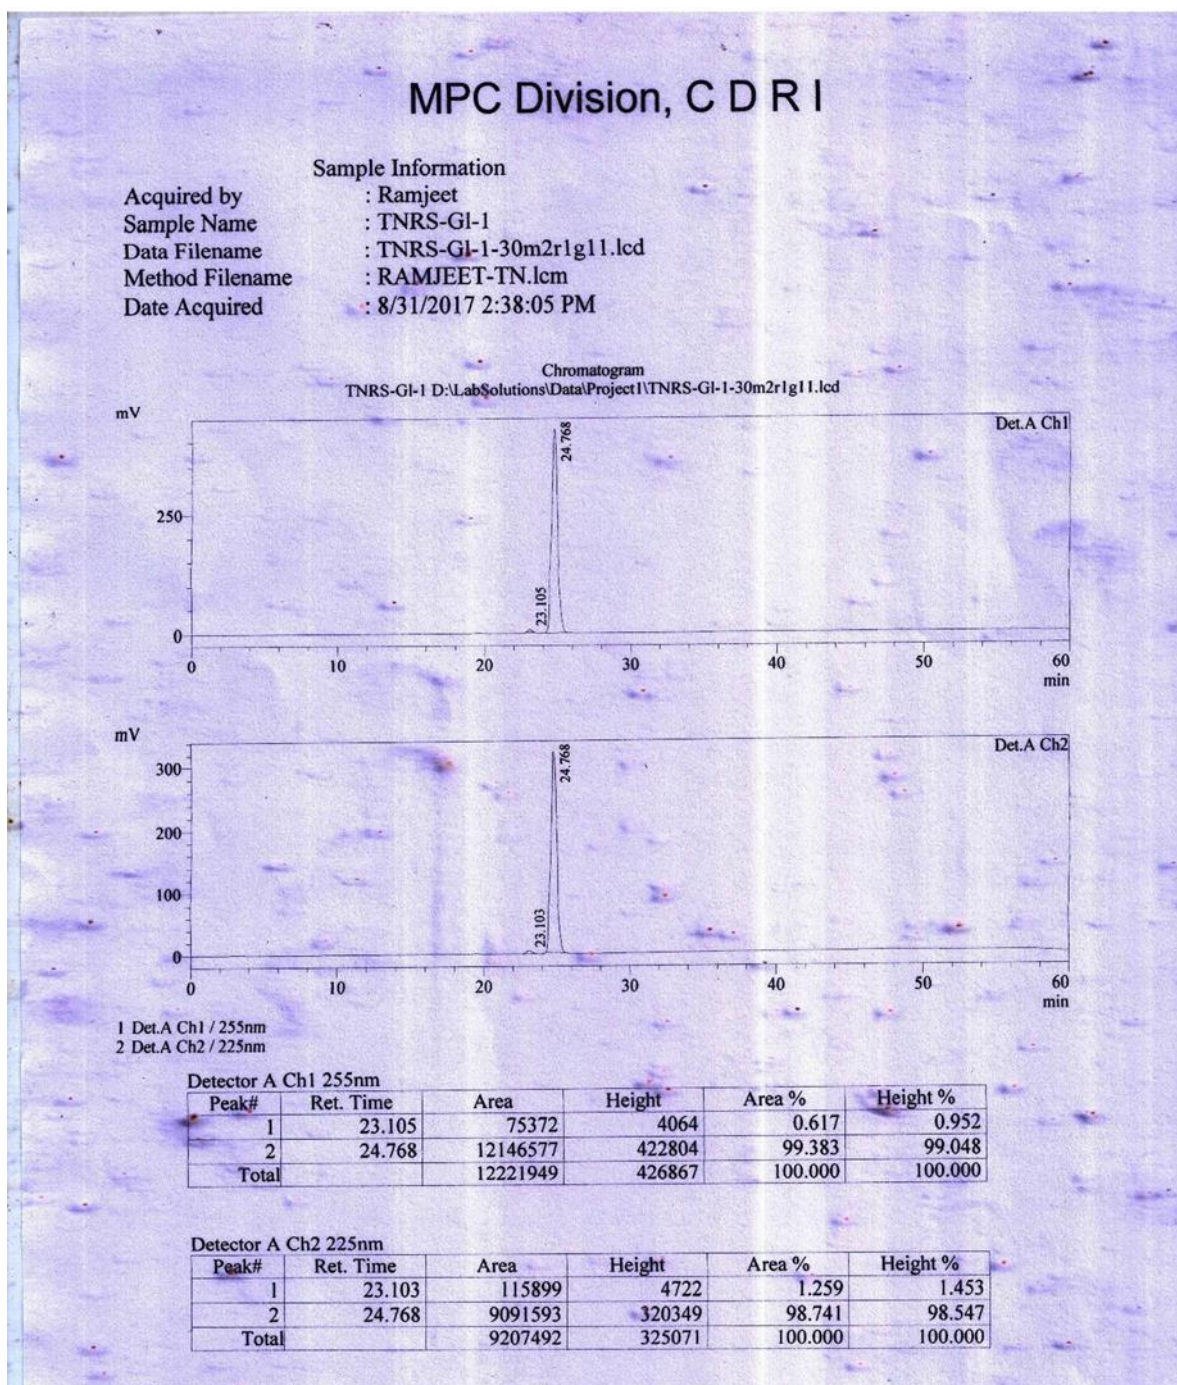 MPC Division, C D R I
Sample Information
Acquired by : Ramjeet
Sample Name : TNRS-Gl-1
Data Filename : TNRS-Gl-1-30m2r1g11.lcd
Method Filename : RAMJEET-TN.lcm
Date Acquired : 8/31/2017 2:38:05 PM
Chromatogram
TNRS-Gl-1 D:\LabSolutions\Data\Project1\TNRS-Gl-1-30m2r1g11.lcd
mV
Det.A Ch1
24.768
250
23.105
0
0 10 20 30 40 50 60
min
mV
Det.A Ch2
24.768
300
200
100
23.103
0
0 10 20 30 40 50 60
min
1 Det.A Ch1 / 255nm
2 Det.A Ch2 / 225nm
Detector A Ch1 255nm
Peak# Ret. Time Area Height Area % Height %
1 23.105 75372 4064 0.617 0.952
2 24.768 12146577 422804 99.383 99.048
Total 12221949 426867 100.000 100.000
Detector A Ch2 225nm
Peak# Ret. Time Area Height Area % Height %
1 23.103 115899 4722 1.259 1.453
2 24.768 9091593 320349 98.741 98.547
Total 9207492 325071 100.000 100.000